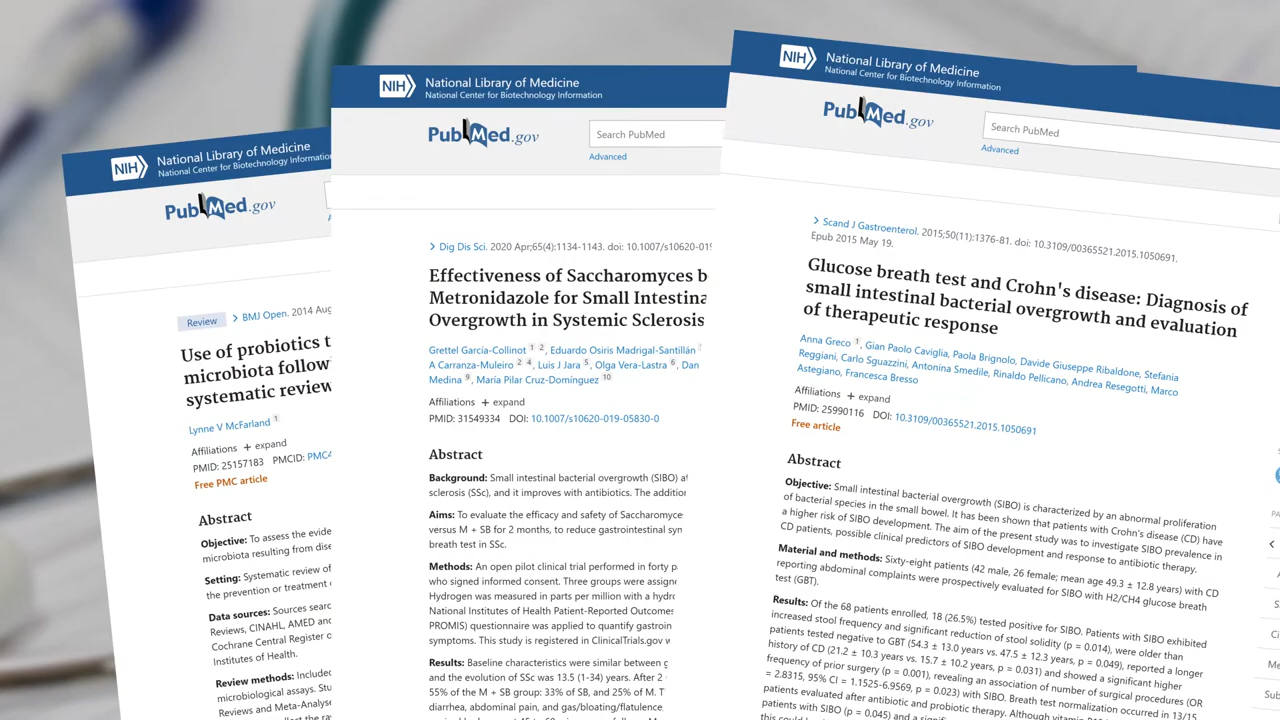 NIH
National Library of Medicine
National Center for Biotechnology Information
PubMed.gov
Review
BMJ Open. 2014 Aug
Use of probiotics t
microbiota follow
systematic review
Lynne V McFarland 1
Affiliations + expand
PMID: 25157183 PMCID: PMC4
Free PMC article
Abstract
Objective: To assess the evide
microbiota resulting from dise
Setting: Systematic review of
the prevention or treatment
Data sources: Sources sear
Reviews, CINAHL, AMED and
Cochrane Central Register o
Institutes of Health.
Review methods: Included
microbiological assays. Stu
Reviews and Meta-Analyse
NIH
National Library of Medicine
National Center for Biotechnology Information
PubMed.gov
Search PubMed
Advanced
Dig Dis Sci. 2020 Apr;65(4):1134-1143. doi: 10.1007/s10620-019
Effectiveness of Saccharomyces b
Metronidazole for Small Intestina
Overgrowth in Systemic Sclerosis
Grettel García-Collinot 1 2, Eduardo Osiris Madrigal-Santillán
A Carranza-Muleiro 2 4, Luis J Jara 5, Olga Vera-Lastra 6, Dan
Medina 9, María Pilar Cruz-Domínguez 10
Affiliations + expand
PMID: 31549334 DOI: 10.1007/s10620-019-05830-0
Abstract
Background: Small intestinal bacterial overgrowth (SIBO) af
sclerosis (SSc), and it improves with antibiotics. The addition
Aims: To evaluate the efficacy and safety of Saccharomyces
versus M + SB for 2 months, to reduce gastrointestinal syn
breath test in SSc.
Methods: An open pilot clinical trial performed in forty p
who signed informed consent. Three groups were assigne
Hydrogen was measured in parts per million with a hydr
National Institutes of Health Patient-Reported Outcomes
PROMIS) questionnaire was applied to quantify gastroin
symptoms. This study is registered in ClinicalTrials.gov w
Results: Baseline characteristics were similar between g
and the evolution of SSc was 13.5 (1-34) years. After 2
55% of the M + SB group: 33% of SB, and 25% of M. T
diarrhea, abdominal pain, and gas/bloating/flatulence
NIH
National Library of Medicine
National Center for Biotechnology Information
PubMed.gov
Search PubMed
Advanced
Scand J Gastroenterol. 2015;50(11):1376-81. doi: 10.3109/00365521.2015.1050691.
Epub 2015 May 19.
Glucose breath test and Crohn's disease: Diagnosis of
small intestinal bacterial overgrowth and evaluation
of therapeutic response
Anna Greco 1, Gian Paolo Caviglia, Paola Brignolo, Davide Giuseppe Ribaldone, Stefania
Reggiani, Carlo Sguazzini, Antonina Smedile, Rinaldo Pellicano, Andrea Resegotti, Marco
Astegiano, Francesca Bresso
Affiliations + expand
PMID: 25990116 DOI: 10.3109/00365521.2015.1050691
Free article
Abstract
Objective: Small intestinal bacterial overgrowth (SIBO) is characterized by an abnormal proliferation
of bacterial species in the small bowel. It has been shown that patients with Crohn's disease (CD) have
a higher risk of SIBO development. The aim of the present study was to investigate SIBO prevalence in
CD patients, possible clinical predictors of SIBO development and response to antibiotic therapy.
Material and methods: Sixty-eight patients (42 male, 26 female; mean age 49.3 ± 12.8 years) with CD
reporting abdominal complaints were prospectively evaluated for SIBO with H2/CH4 glucose breath
test (GBT).
Results: Of the 68 patients enrolled, 18 (26.5%) tested positive for SIBO. Patients with SIBO exhibited
increased stool frequency and significant reduction of stool solidity (p = 0.014), were older than
patients tested negative to GBT (54.3 ± 13.0 years vs. 47.5 ± 12.3 years, p = 0.049), reported a longer
history of CD (21.2 ± 10.3 years vs. 15.7 ± 10.2 years, p = 0.031) and showed a significant higher
frequency of prior surgery (p = 0.001), revealing an association of number of surgical procedures (OR
= 2.8315, 95% CI = 1.1525-6.9569, p = 0.023) with SIBO. Breath test normalization occurred in 13/15
patients evaluated after antibiotic and probiotic therapy. Although
patients with SIBO (p = 0.045) and a